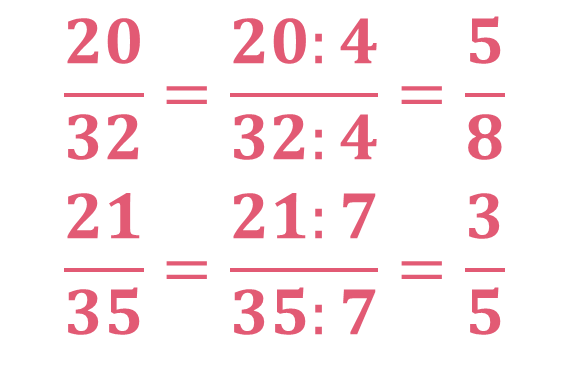 20/32 = 20:4/32:4 = 5/8
21/35 = 21:7/35:7 = 3/5